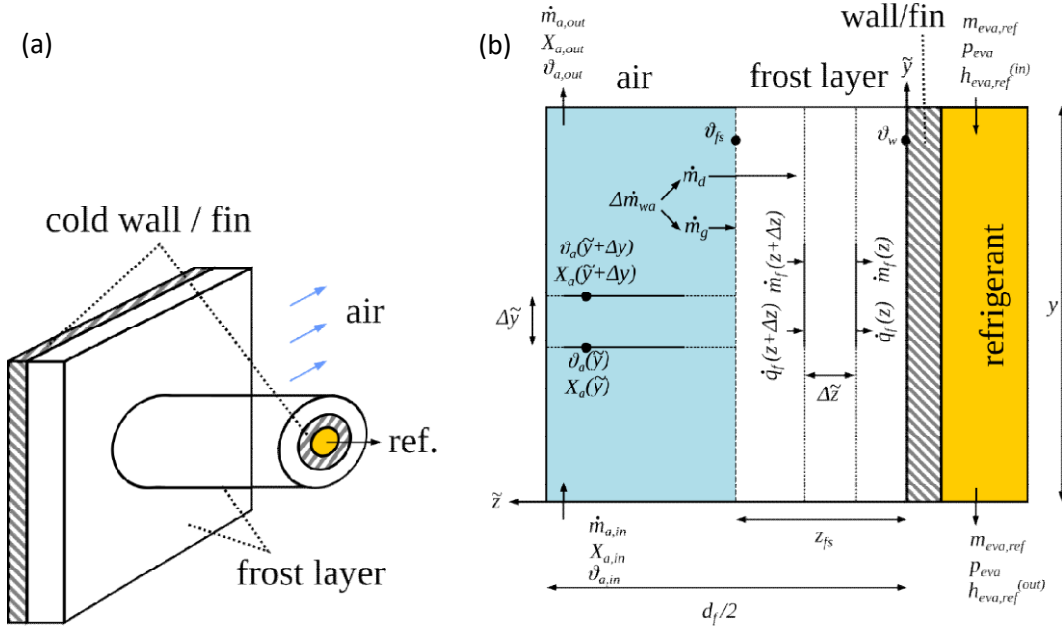 (a)
cold wall / fin
air
ref.
frost layer
(b)
ṁa,out
Xa,out
ϑa,out
air
frost layer
wall/fin
ỹ
meva,ref
peva
heva,ref(in)
ϑfs
ϑw
ṁd
Δṁwa
ṁg
ϑa(ỹ+Δy)
Xa(ỹ+Δy)
Δỹ
ϑa(ỹ)
Xa(ỹ)
ṁf(z+Δz)
ṁf(z)
q̇f(z+Δz)
q̇f(z)
Δz̃
refrigerant
y
z̃
ṁa,in
Xa,in
ϑa,in
zfs
df/2
meva,ref
peva
heva,ref(out)